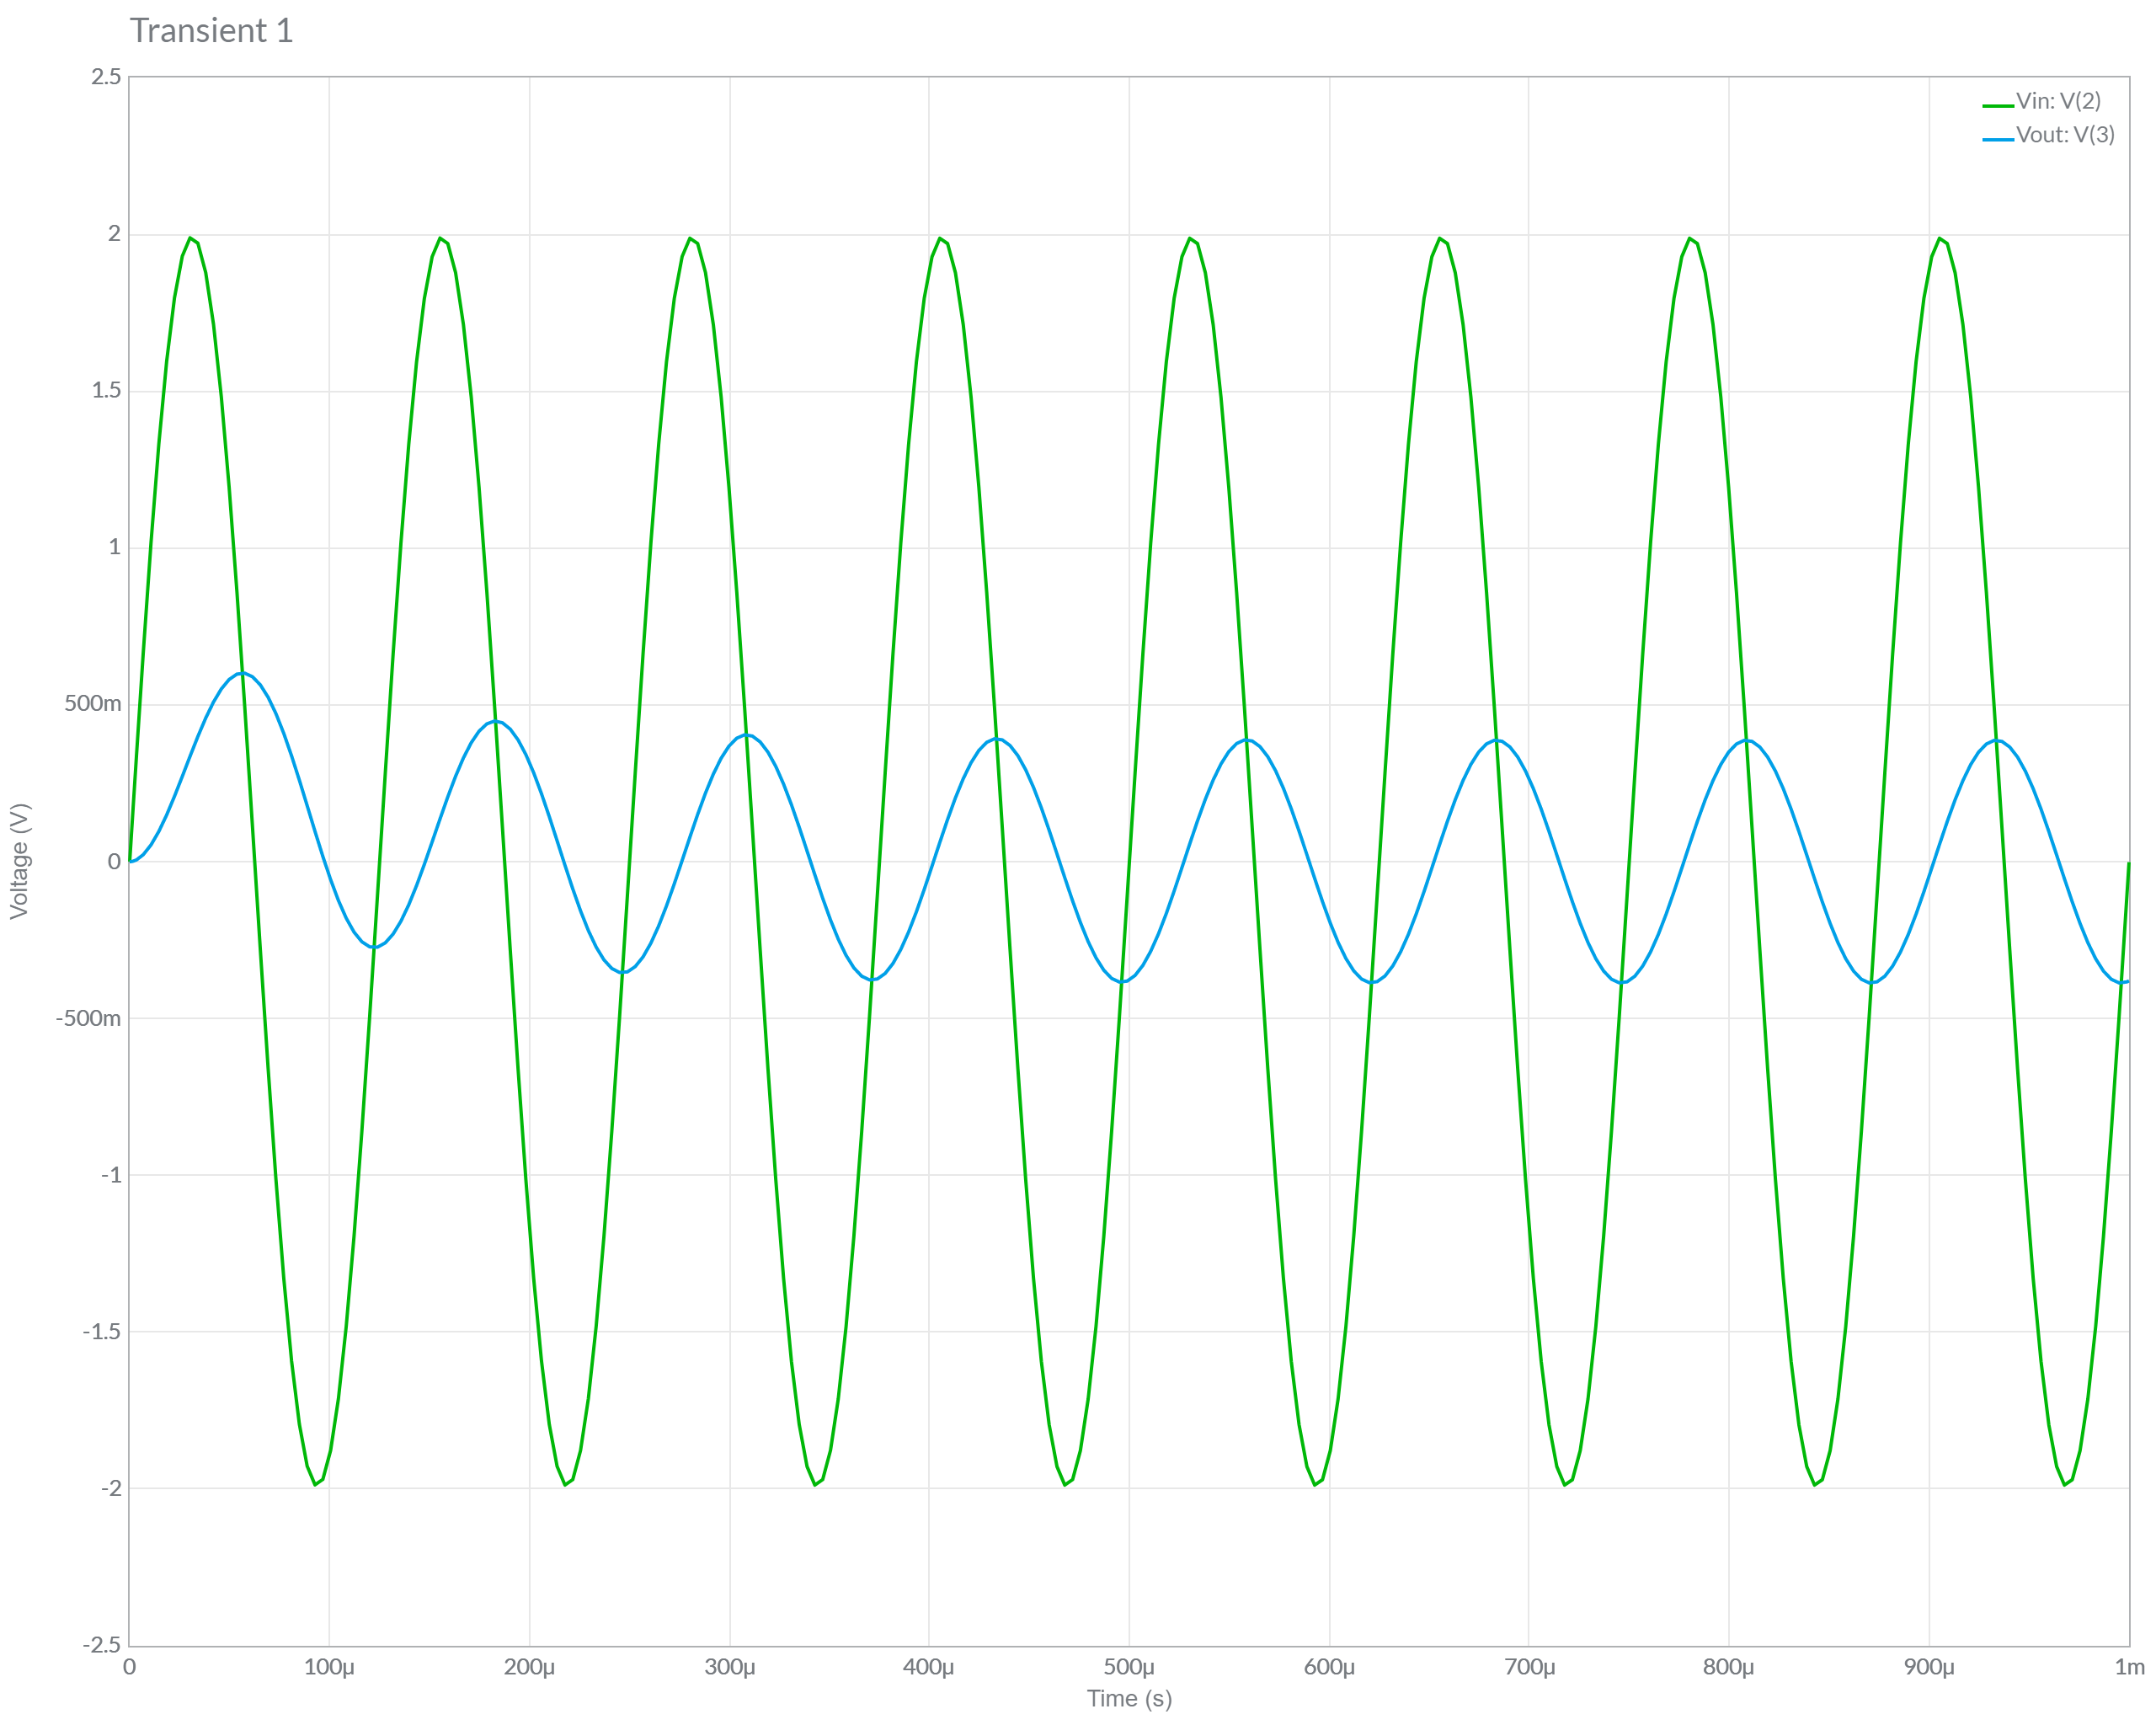 Transient 1
Vin: V(2)
Vout: V(3)
Voltage (V)
2.5
2
1.5
1
500m
0
-500m
-1
-1.5
-2
-2.5
0 100µ 200µ 300µ 400µ 500µ 600µ 700µ 800µ 900µ 1m
Time (s)